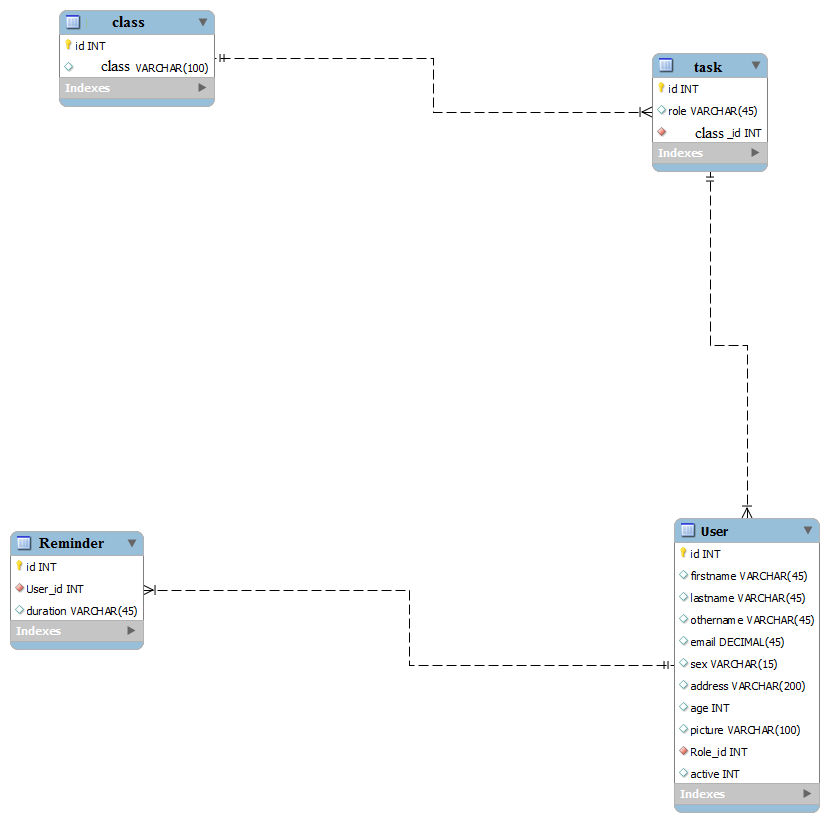 class
id INT
class VARCHAR(100)
Indexes
task
id INT
role VARCHAR(45)
class _id INT
Indexes
Reminder
id INT
User_id INT
duration VARCHAR(45)
Indexes
User
id INT
firstname VARCHAR(45)
lastname VARCHAR(45)
othername VARCHAR(45)
email DECIMAL(45)
sex VARCHAR(15)
address VARCHAR(200)
age INT
picture VARCHAR(100)
Role_id INT
active INT
Indexes